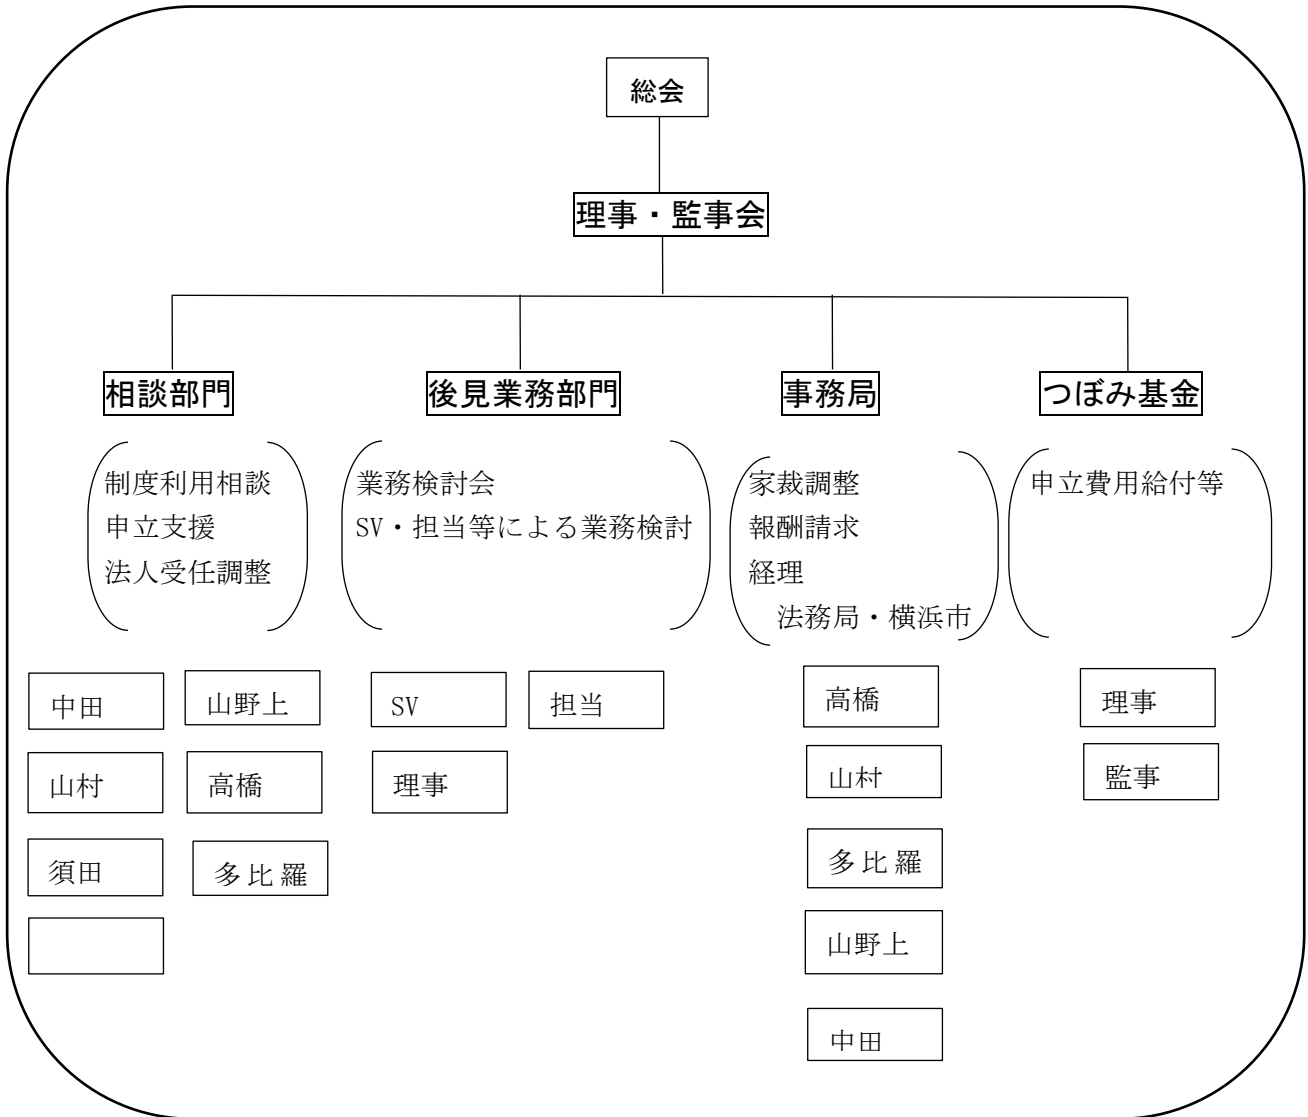 総会
理事・監事会
相談部門
後見業務部門
事務局
つぼみ基金
制度利用相談
申立支援
法人受任調整
業務検討会
SV・担当等による業務検討
家裁調整
報酬請求
経理
法務局・横浜市
申立費用給付等
中田
山野上
山村
高橋
須田
多比羅
SV
担当
理事
高橋
山村
多比羅
山野上
中田
理事
監事